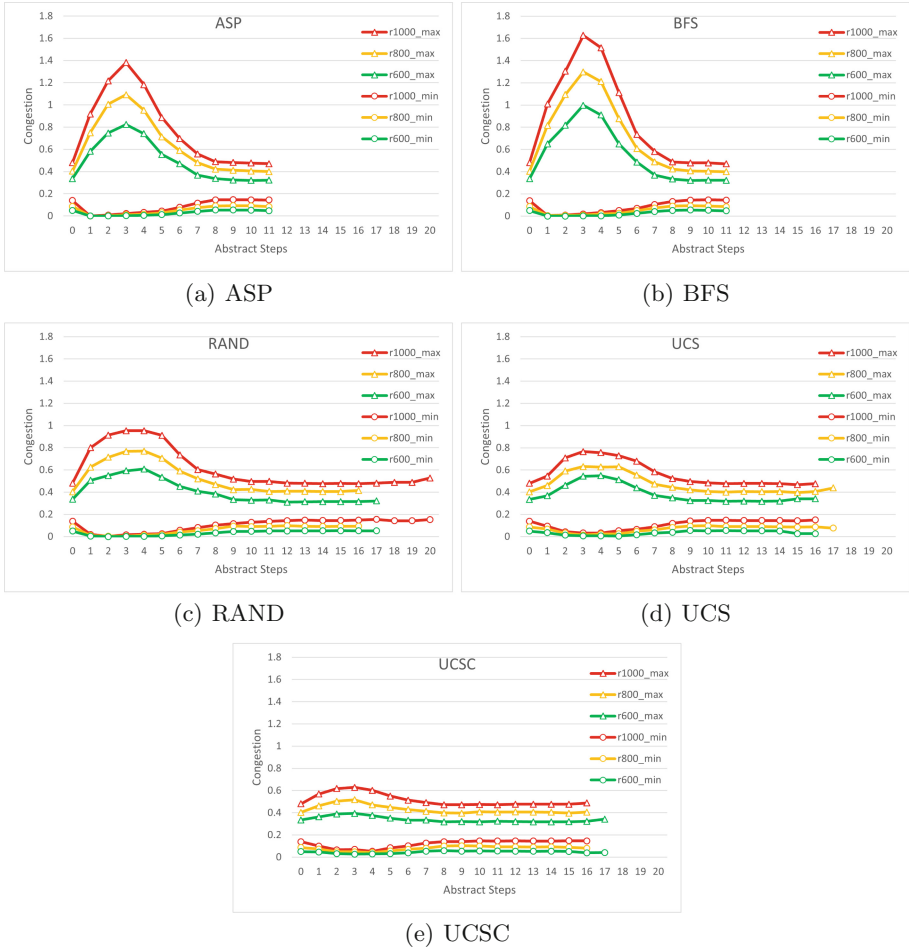 ASP
1.8
1.6
1.4
1.2
1
0.8
0.6
0.4
0.2
0
Congestion
0 1 2 3 4 5 6 7 8 9 10 11 12 13 14 15 16 17 18 19 20
Abstract Steps
r1000_max
r800_max
r600_max
r1000_min
r800_min
r600_min
(a) ASP
BFS
1.8
1.6
1.4
1.2
1
0.8
0.6
0.4
0.2
0
Congestion
0 1 2 3 4 5 6 7 8 9 10 11 12 13 14 15 16 17 18 19 20
Abstract Steps
r1000_max
r800_max
r600_max
r1000_min
r800_min
r600_min
(b) BFS
RAND
1.8
1.6
1.4
1.2
1
0.8
0.6
0.4
0.2
0
Congestion
0 1 2 3 4 5 6 7 8 9 10 11 12 13 14 15 16 17 18 19 20
Abstract Steps
r1000_max
r800_max
r600_max
r1000_min
r800_min
r600_min
(c) RAND
UCS
1.8
1.6
1.4
1.2
1
0.8
0.6
0.4
0.2
0
Congestion
0 1 2 3 4 5 6 7 8 9 10 11 12 13 14 15 16 17 18 19 20
Abstract Steps
r1000_max
r800_max
r600_max
r1000_min
r800_min
r600_min
(d) UCS
UCSC
1.8
1.6
1.4
1.2
1
0.8
0.6
0.4
0.2
0
Congestion
0 1 2 3 4 5 6 7 8 9 10 11 12 13 14 15 16 17 18 19 20
Abstract Steps
r1000_max
r800_max
r600_max
r1000_min
r800_min
r600_min
(e) UCSC